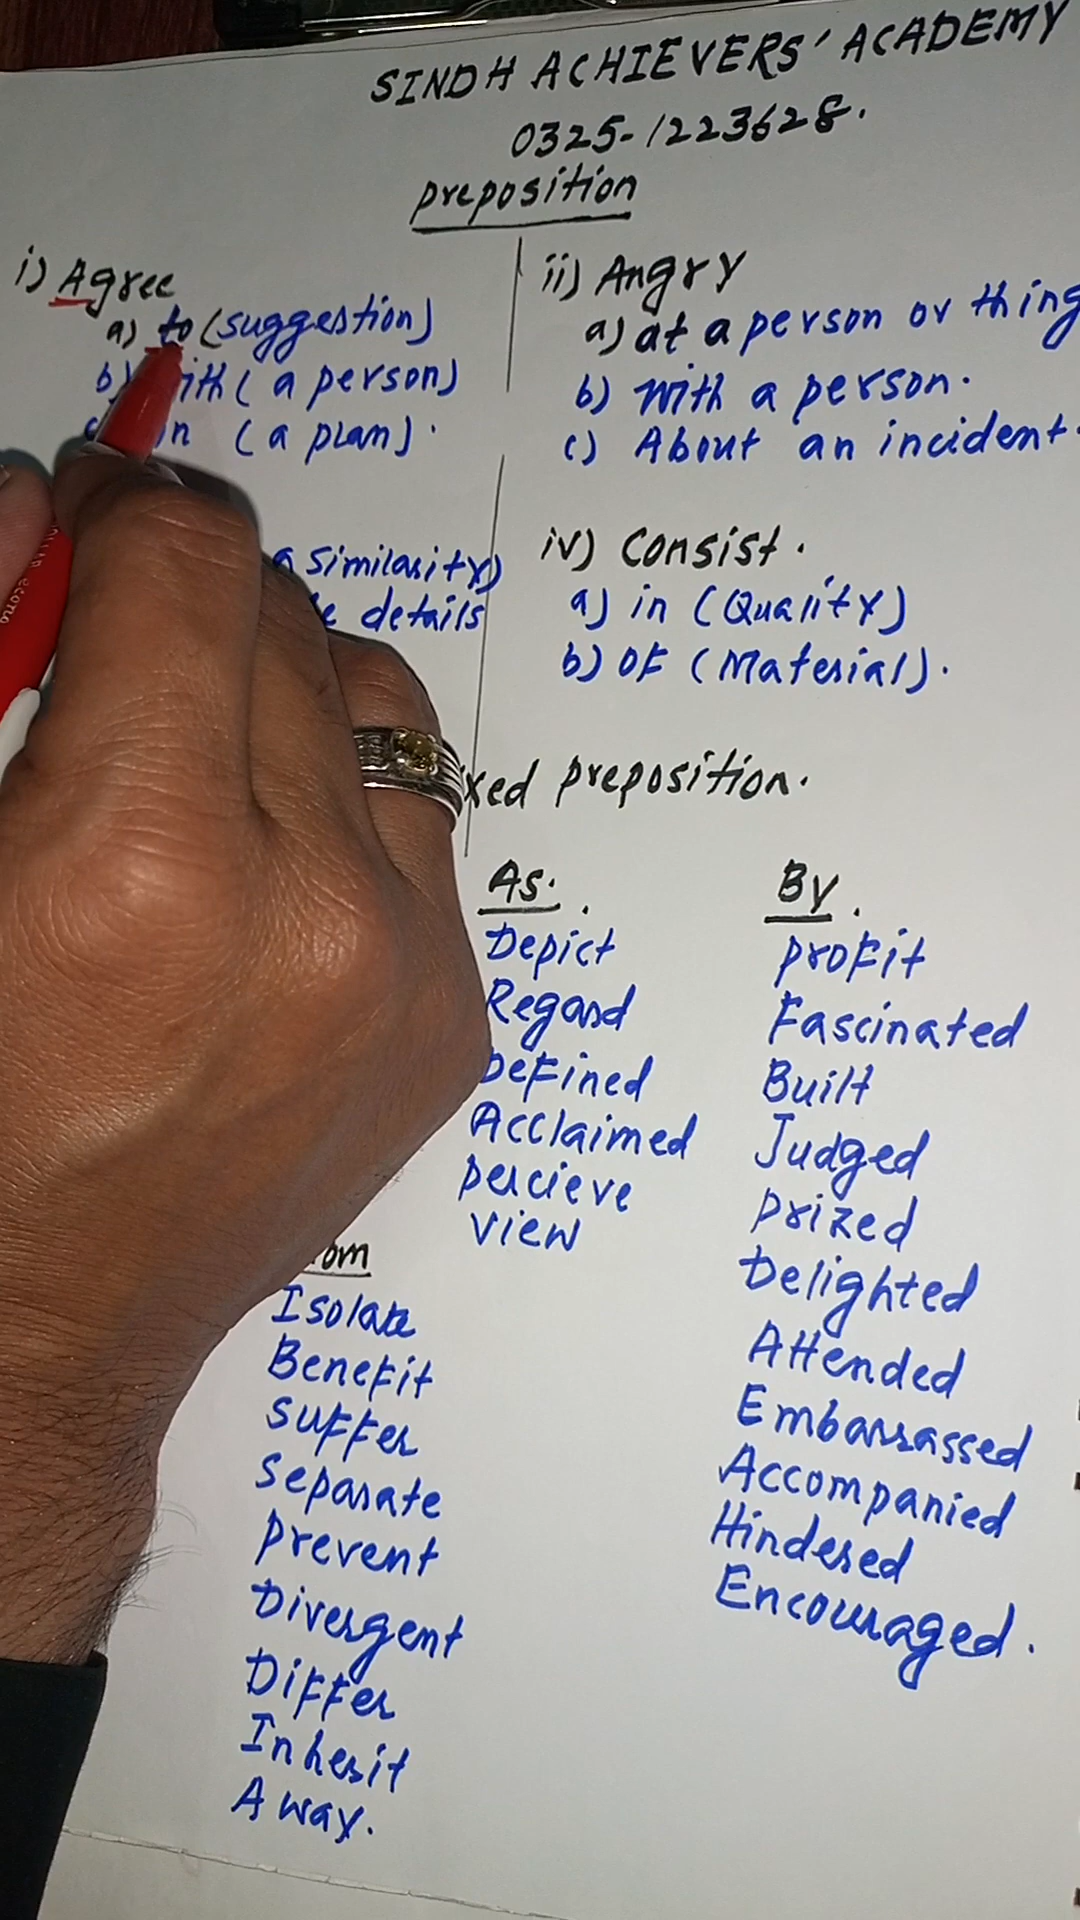 SINDH ACHIEVERS' ACADEMY
0325-1223628.
preposition
i) Agree
a) to (suggestion)
b) with ( a person)
(a plan).
ii) Angry
a) at a person or thing
b) with a person.
c) About an incident.
a similarity)
details
iv) Consist.
a) in (Quality)
b) OF (Material).
preposition.
As.
Depict
Regard
Defined
Acclaimed
percieve
view
By.
profit
Fascinated
Built
Judged
prized
Delighted
Attended
Embarrassed
Accompanied
Hindered
Encouraged.
Isolate
Benefit
suffer
separate
prevent
Divergent
Differ
Inherit
Away.